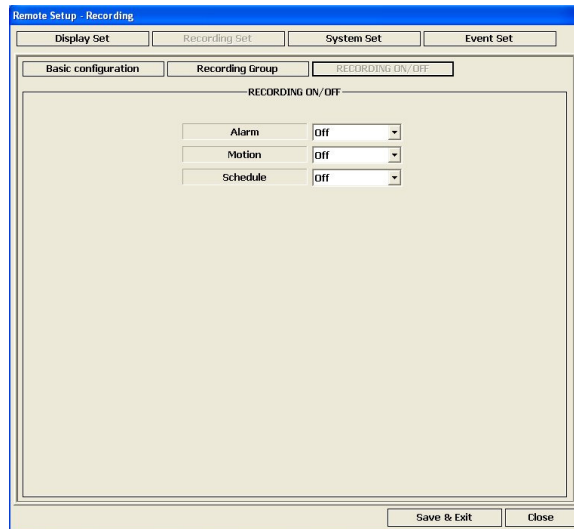 Remote Setup - Recording
Display Set Recording Set System Set Event Set
Basic configuration Recording Group RECORDING ON/OFF
RECORDING ON/OFF
Alarm Off
Motion Off
Schedule Off
Save & Exit Close